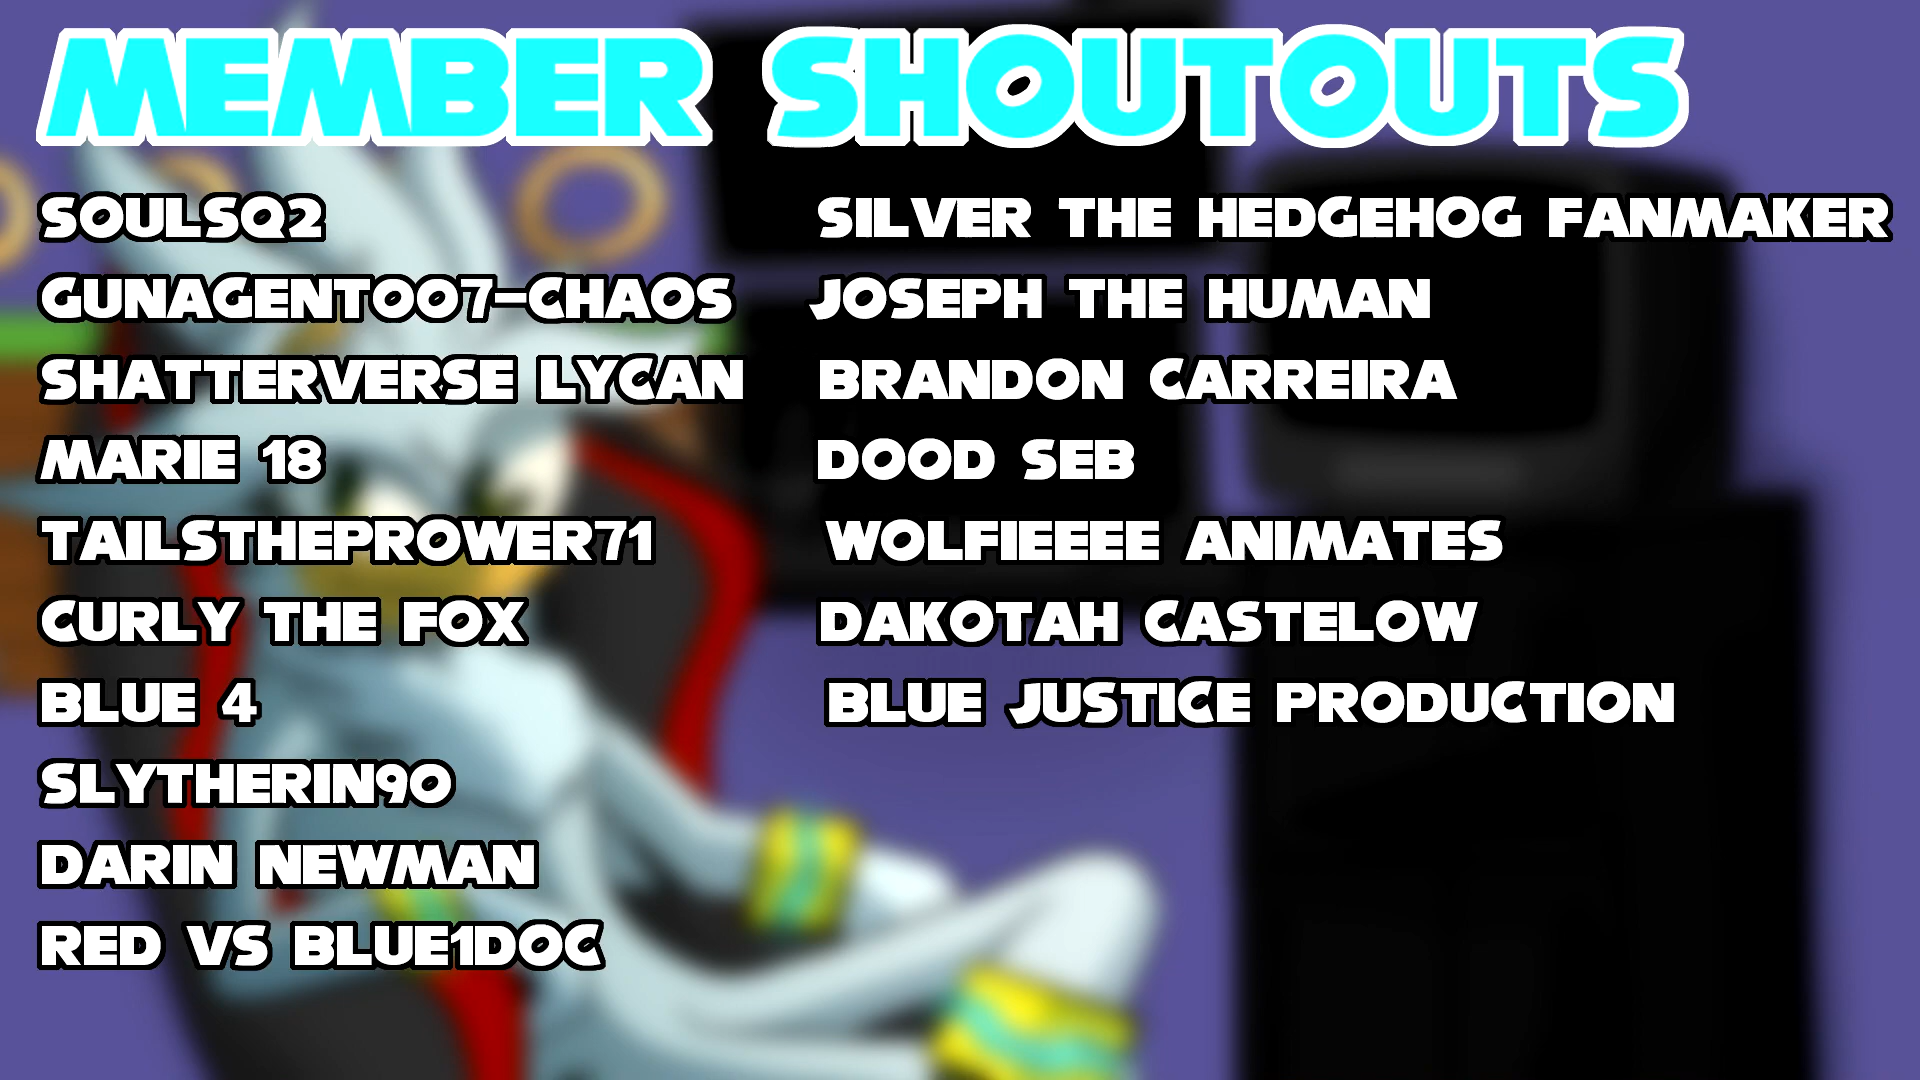 MEMBER SHOUTOUTS
SOULSQ2
GUNAGENT007-CHAOS
SHATTERVERSE LYCAN
MARIE 18
TAILSTHEPROWER71
CURLY THE FOX
BLUE 4
SLYTHERIN90
DARIN NEWMAN
RED VS BLUE1DOC
SILVER THE HEDGEHOG FANMAKER
JOSEPH THE HUMAN
BRANDON CARREIRA
DOOD SEB
WOLFIEEEE ANIMATES
DAKOTAH CASTELOW
BLUE JUSTICE PRODUCTION